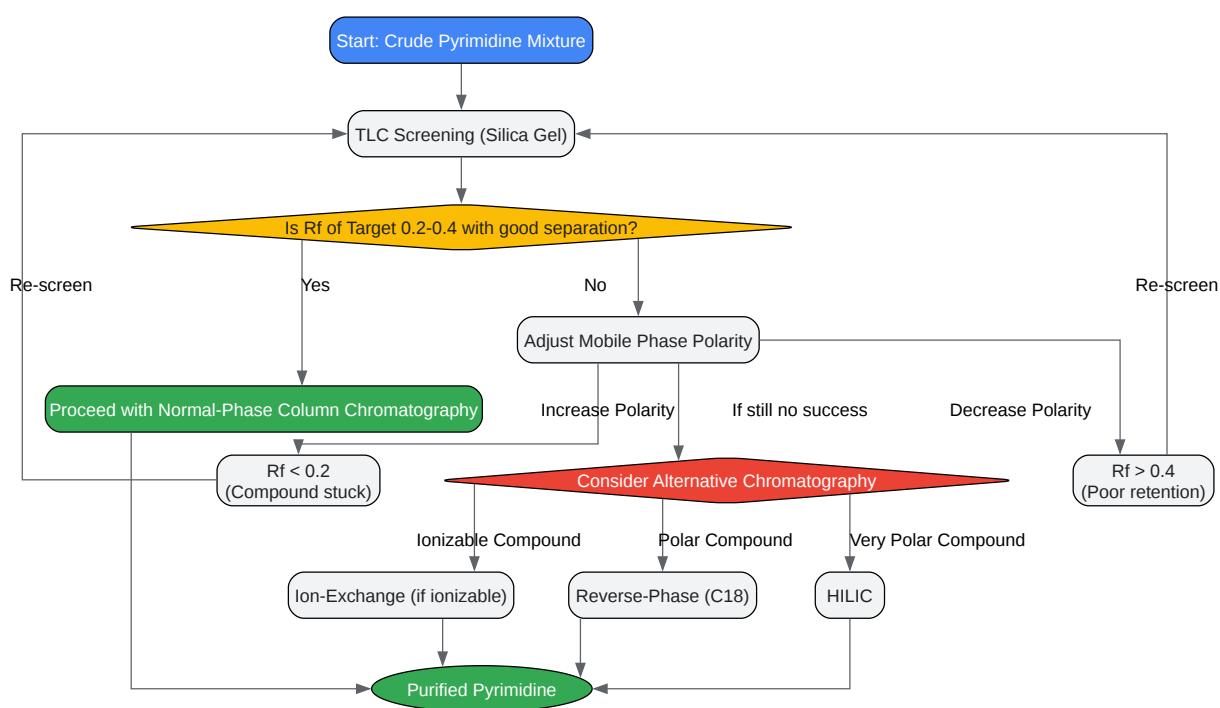 Start: Crude Pyrimidine Mixture
TLC Screening (Silica Gel)
Is Rf of Target 0.2-0.4 with good separation?
Re-screen
Yes
No
Re-screen
Adjust Mobile Phase Polarity
Proceed with Normal-Phase Column Chromatography
Increase Polarity
If still no success
Decrease Polarity
Rf < 0.2
(Compound stuck)
Consider Alternative Chromatography
Rf > 0.4
(Poor retention)
Ionizable Compound
Polar Compound
Very Polar Compound
Ion-Exchange (if ionizable)
Reverse-Phase (C18)
HILIC
Purified Pyrimidine